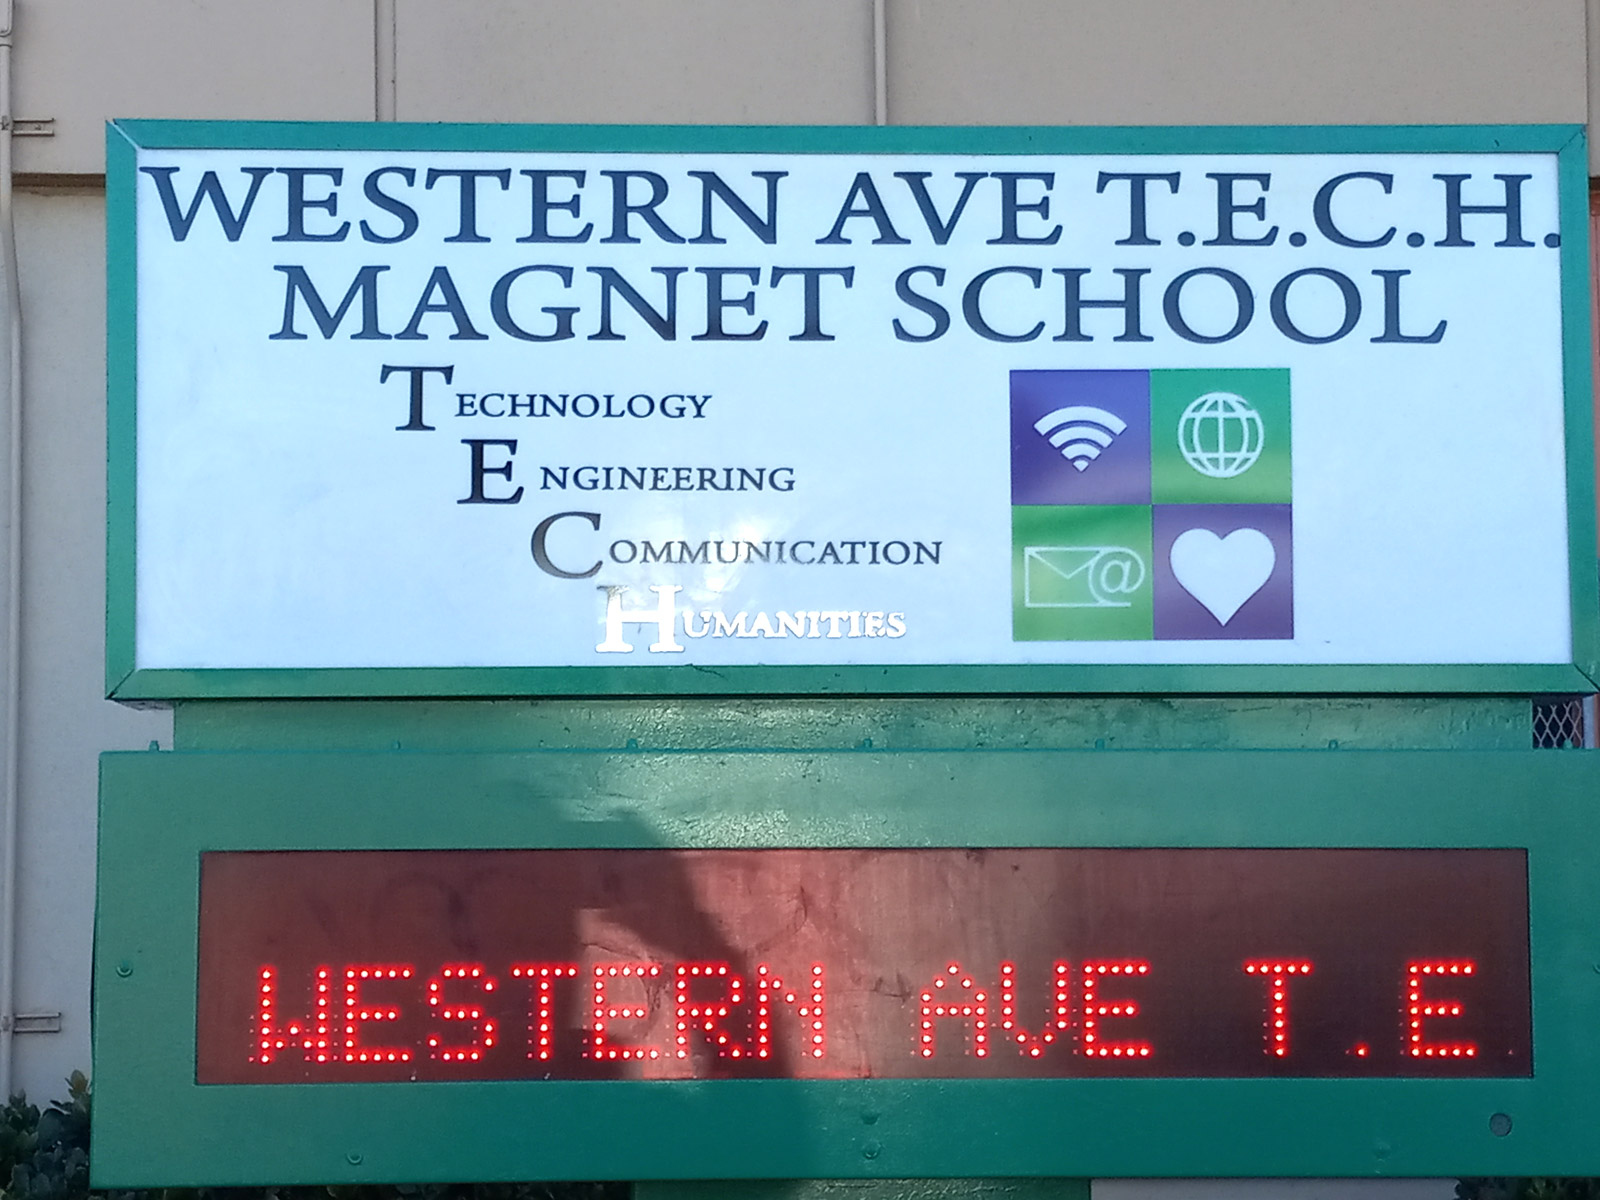 WESTERN AVE T.E.C.H.
MAGNET SCHOOL
TECHNOLOGY
ENGINEERING
COMMUNICATION
HUMANITIES
@
WESTERN AVE T.E